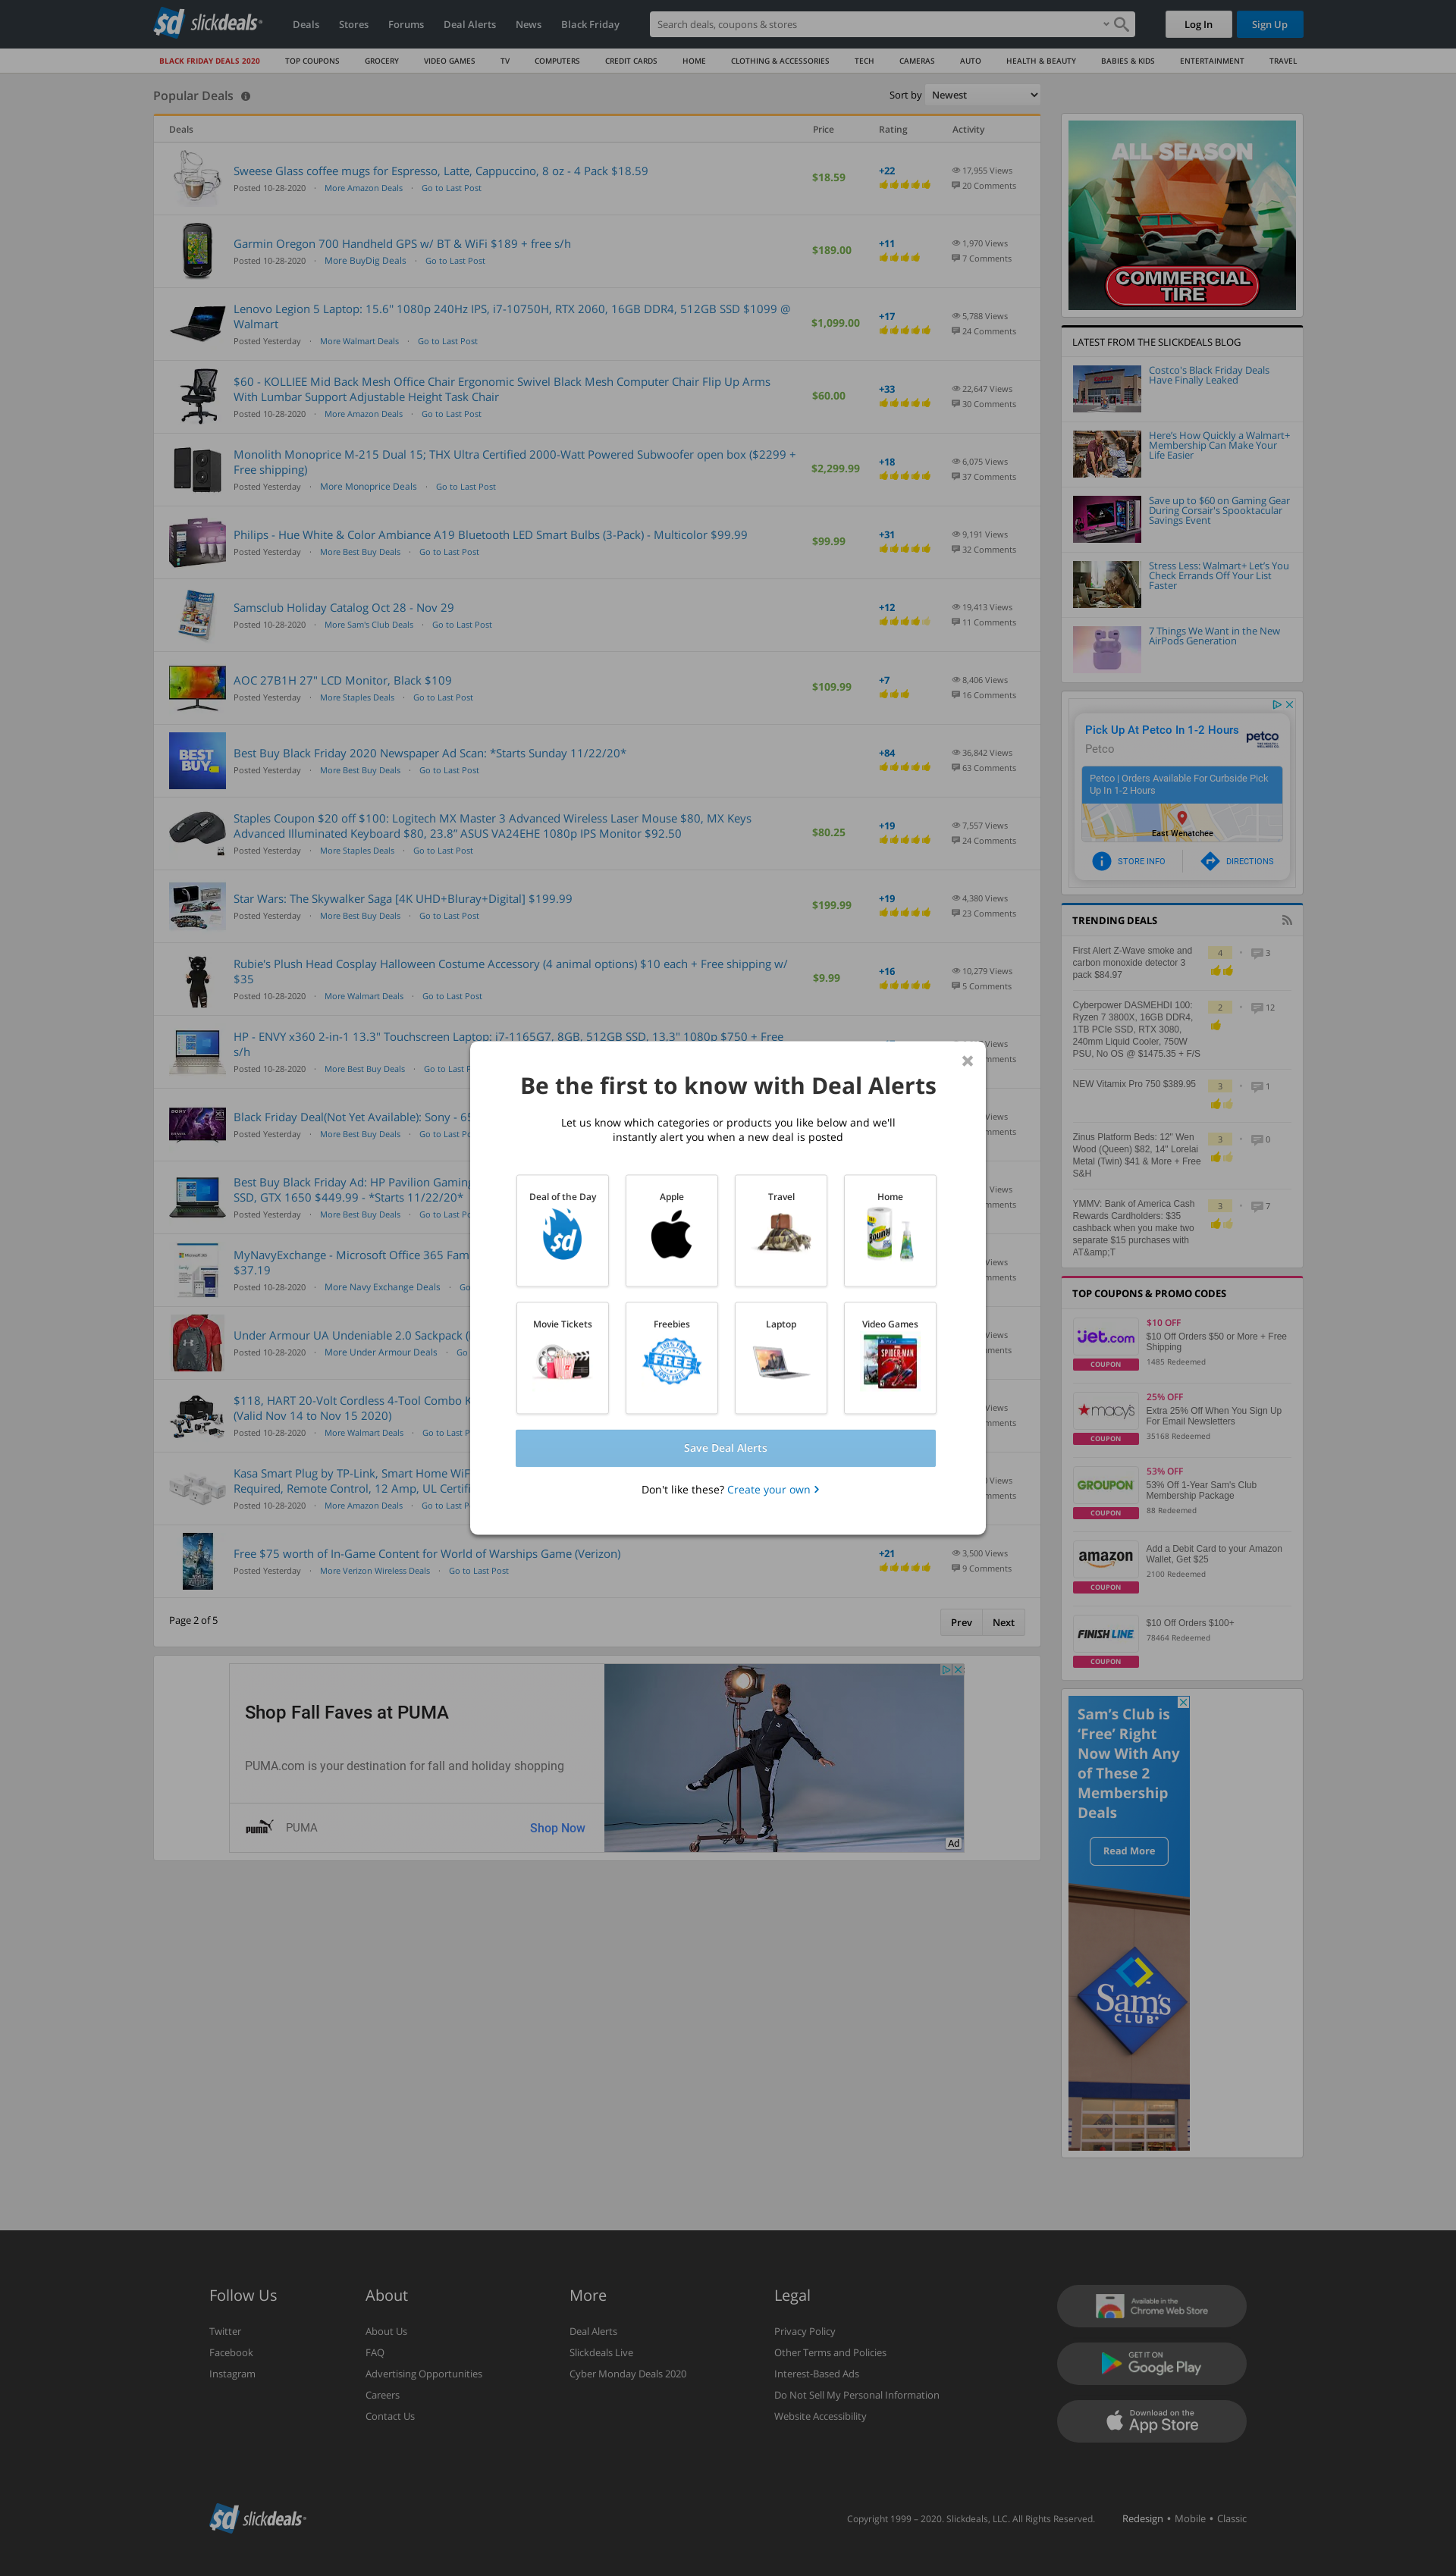 sd slickdeals
Deals Stores Forums Deal Alerts News Black Friday
Search deals, coupons & stores
Log In Sign Up
BLACK FRIDAY DEALS 2020 TOP COUPONS GROCERY VIDEO GAMES TV COMPUTERS CREDIT CARDS HOME CLOTHING & ACCESSORIES TECH CAMERAS AUTO HEALTH & BEAUTY BABIES & KIDS ENTERTAINMENT TRAVEL
Popular Deals
Sort by Newest
Deals Price Rating Activity
Sweese Glass coffee mugs for Espresso, Latte, Cappuccino, 8 oz - 4 Pack $18.59
Posted 10-28-2020 · More Amazon Deals · Go to Last Post
$18.59
+22
17,955 Views
20 Comments
Garmin Oregon 700 Handheld GPS w/ BT & WiFi $189 + free s/h
Posted 10-28-2020 · More BuyDig Deals · Go to Last Post
$189.00
+11
1,970 Views
7 Comments
Lenovo Legion 5 Laptop: 15.6" 1080p 240Hz IPS, i7-10750H, RTX 2060, 16GB DDR4, 512GB SSD $1099 @
Walmart
Posted Yesterday · More Walmart Deals · Go to Last Post
$1,099.00
+17
5,788 Views
24 Comments
$60 - KOLLIEE Mid Back Mesh Office Chair Ergonomic Swivel Black Mesh Computer Chair Flip Up Arms
With Lumbar Support Adjustable Height Task Chair
Posted 10-28-2020 · More Amazon Deals · Go to Last Post
$60.00
+33
22,647 Views
30 Comments
Monolith Monoprice M-215 Dual 15; THX Ultra Certified 2000-Watt Powered Subwoofer open box ($2299 +
Free shipping)
Posted Yesterday · More Monoprice Deals · Go to Last Post
$2,299.99
+18
6,075 Views
37 Comments
Philips - Hue White & Color Ambiance A19 Bluetooth LED Smart Bulbs (3-Pack) - Multicolor $99.99
Posted Yesterday · More Best Buy Deals · Go to Last Post
$99.99
+31
9,191 Views
32 Comments
Samsclub Holiday Catalog Oct 28 - Nov 29
Posted 10-28-2020 · More Sam's Club Deals · Go to Last Post
+12
19,413 Views
11 Comments
AOC 27B1H 27" LCD Monitor, Black $109
Posted Yesterday · More Staples Deals · Go to Last Post
$109.99
+7
8,406 Views
16 Comments
BEST BUY
Best Buy Black Friday 2020 Newspaper Ad Scan: *Starts Sunday 11/22/20*
Posted Yesterday · More Best Buy Deals · Go to Last Post
+84
36,842 Views
63 Comments
Staples Coupon $20 off $100: Logitech MX Master 3 Advanced Wireless Laser Mouse $80, MX Keys
Advanced Illuminated Keyboard $80, 23.8" ASUS VA24EHE 1080p IPS Monitor $92.50
Posted Yesterday · More Staples Deals · Go to Last Post
$80.25
+19
7,557 Views
24 Comments
Star Wars: The Skywalker Saga [4K UHD+Bluray+Digital] $199.99
Posted Yesterday · More Best Buy Deals · Go to Last Post
$199.99
+19
4,380 Views
23 Comments
Rubie's Plush Head Cosplay Halloween Costume Accessory (4 animal options) $10 each + Free shipping w/
$35
Posted 10-28-2020 · More Walmart Deals · Go to Last Post
$9.99
+16
10,279 Views
5 Comments
HP - ENVY x360 2-in-1 13.3" Touchscreen Laptop: i7-1165G7, 8GB, 512GB SSD, 13.3" 1080p $750 + Free
s/h
Posted 10-28-2020 · More Best Buy Deals · Go to Last
Views
Black Friday Deal(Not Yet Available): Sony - 65
Posted Yesterday · More Best Buy Deals · Go to Last
Views
Best Buy Black Friday Ad: HP Pavilion Gaming
SSD, GTX 1650 $449.99 - *Starts 11/22/20*
Posted Yesterday · More Best Buy Deals · Go to Last
Views
MyNavyExchange - Microsoft Office 365 Fam
$37.19
Posted 10-28-2020 · More Navy Exchange Deals · Go
Views
Under Armour UA Undeniable 2.0 Sackpack (
Posted 10-28-2020 · More Under Armour Deals · Go
Views
$118, HART 20-Volt Cordless 4-Tool Combo K
(Valid Nov 14 to Nov 15 2020)
Posted 10-28-2020 · More Walmart Deals · Go to Last
Views
Kasa Smart Plug by TP-Link, Smart Home WiF
Required, Remote Control, 12 Amp, UL Certifi
Posted 10-28-2020 · More Amazon Deals · Go to Last
Views
Free $75 worth of In-Game Content for World of Warships Game (Verizon)
Posted Yesterday · More Verizon Wireless Deals · Go to Last Post
+21
3,500 Views
9 Comments
Page 2 of 5
Prev Next
Be the first to know with Deal Alerts
Let us know which categories or products you like below and we'll
instantly alert you when a new deal is posted
Deal of the Day Apple Travel Home
sd
Bounty
Movie Tickets Freebies Laptop Video Games
FREE
SPIDER-MAN
Save Deal Alerts
Don't like these? Create your own
Shop Fall Faves at PUMA
PUMA.com is your destination for fall and holiday shopping
PUMA PUMA Shop Now
Ad
ALL SEASON
COMMERCIAL
TIRE
LATEST FROM THE SLICKDEALS BLOG
Costco's Black Friday Deals
Have Finally Leaked
Here's How Quickly a Walmart+
Membership Can Make Your
Life Easier
Save up to $60 on Gaming Gear
During Corsair's Spooktacular
Savings Event
Stress Less: Walmart+ Let's You
Check Errands Off Your List
Faster
7 Things We Want in the New
AirPods Generation
Pick Up At Petco In 1-2 Hours
Petco
petco
Petco | Orders Available For Curbside Pick
Up In 1-2 Hours
East Wenatchee
STORE INFO DIRECTIONS
TRENDING DEALS
First Alert Z-Wave smoke and
carbon monoxide detector 3
pack $84.97
4 · 3
Cyberpower DASMEHDI 100:
Ryzen 7 3800X, 16GB DDR4,
1TB PCIe SSD, RTX 3080,
240mm Liquid Cooler, 750W
PSU, No OS @ $1475.35 + F/S
2 · 12
NEW Vitamix Pro 750 $389.95
3 · 1
Zinus Platform Beds: 12" Wen
Wood (Queen) $82, 14" Lorelai
Metal (Twin) $41 & More + Free
S&H
3 · 0
YMMV: Bank of America Cash
Rewards Cardholders: $35
cashback when you make two
separate $15 purchases with
AT&amp;T
3 · 7
TOP COUPONS & PROMO CODES
jet.com
COUPON
$10 OFF
$10 Off Orders $50 or More + Free
Shipping
1485 Redeemed
macy's
COUPON
25% OFF
Extra 25% Off When You Sign Up
For Email Newsletters
35168 Redeemed
GROUPON
COUPON
53% OFF
53% Off 1-Year Sam's Club
Membership Package
88 Redeemed
amazon
COUPON
Add a Debit Card to your Amazon
Wallet, Get $25
2100 Redeemed
FINISH LINE
COUPON
$10 Off Orders $100+
78464 Redeemed
Sam's Club is
'Free' Right
Now With Any
of These 2
Membership
Deals
Read More
Sam's
CLUB
Follow Us
Twitter
Facebook
Instagram
About
About Us
FAQ
Advertising Opportunities
Careers
Contact Us
More
Deal Alerts
Slickdeals Live
Cyber Monday Deals 2020
Legal
Privacy Policy
Other Terms and Policies
Interest-Based Ads
Do Not Sell My Personal Information
Website Accessibility
Available in the
Chrome Web Store
GET IT ON
Google Play
Download on the
App Store
sd slickdeals
Copyright 1999 – 2020. Slickdeals, LLC. All Rights Reserved.
Redesign • Mobile • Classic